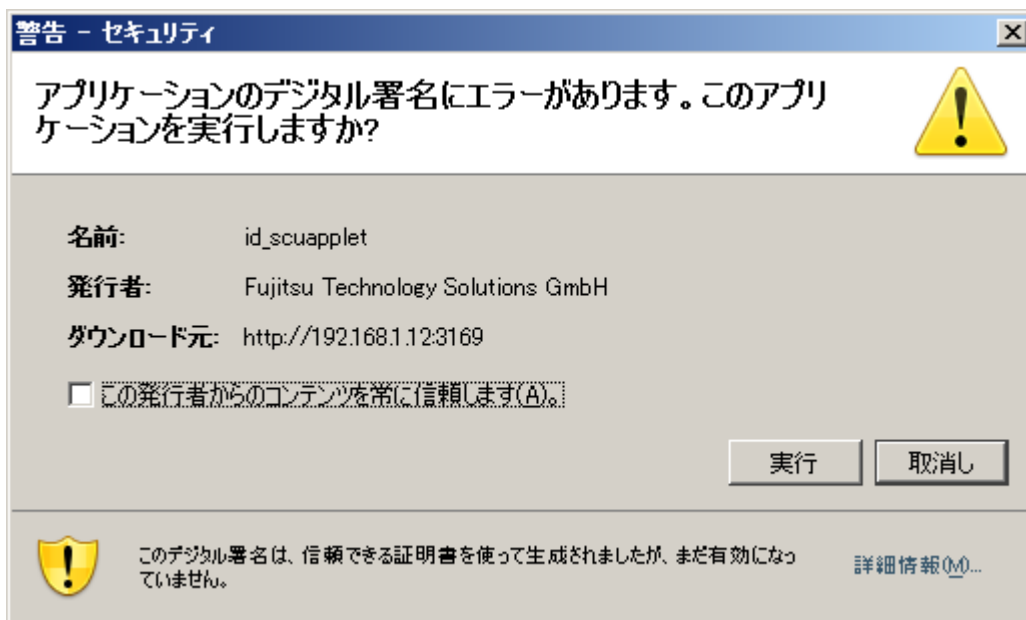 警告 - セキュリティ
アプリケーションのデジタル署名にエラーがあります。このアプリ
ケーションを実行しますか?
名前: id_scuapplet
発行者: Fujitsu Technology Solutions GmbH
ダウンロード元: http://192.168.1.12:3169
この発行者からのコンテンツを常に信頼します(A)。
実行 取消し
このデジタル署名は、信頼できる証明書を使って生成されましたが、まだ有効になっ
ていません。
詳細情報(M)...